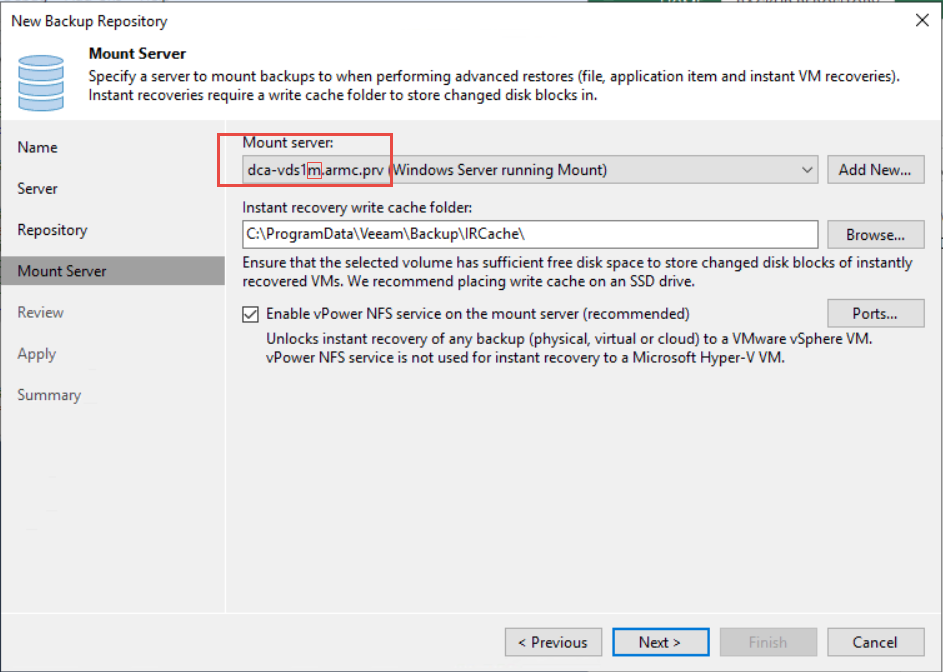 New Backup Repository
Mount Server
Specify a server to mount backups to when performing advanced restores (file, application item and instant VM recoveries).
Instant recoveries require a write cache folder to store changed disk blocks in.
Name
Server
Repository
Mount Server
Review
Apply
Summary
Mount server:
dca-vds1m.armc.prv (Windows Server running Mount)
Add New...
Instant recovery write cache folder:
C:\ProgramData\Veeam\Backup\IRCache\
Browse...
Ensure that the selected volume has sufficient free disk space to store changed disk blocks of instantly
recovered VMs. We recommend placing write cache on an SSD drive.
Enable vPower NFS service on the mount server (recommended)
Ports...
Unlocks instant recovery of any backup (physical, virtual or cloud) to a VMware vSphere VM.
vPower NFS service is not used for instant recovery to a Microsoft Hyper-V VM.
< Previous
Next >
Finish
Cancel